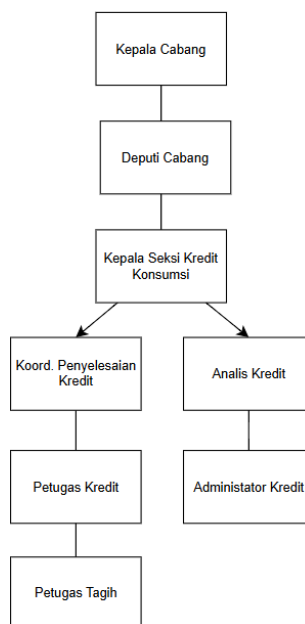 Kepala Cabang
Deputi Cabang
Kepala Seksi Kredit
Konsumsi
Koord. Penyelesaian
Kredit
Analis Kredit
Petugas Kredit
Administator Kredit
Petugas Tagih